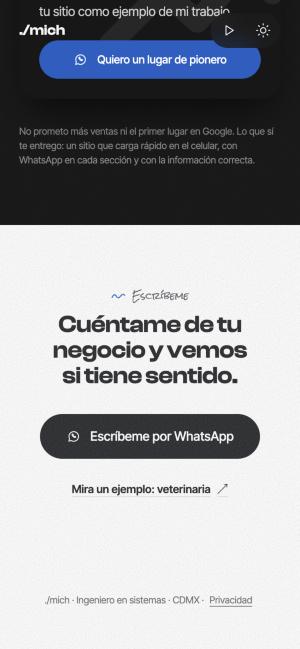 tu sitio como ejemplo de mi trabajo
./mich
Quiero un lugar de pionero
No prometo más ventas ni el primer lugar en Google. Lo que sí
te entrego: un sitio que carga rápido en el celular, con
WhatsApp en cada sección y con la información correcta.
Escríbeme
Cuéntame de tu
negocio y vemos
si tiene sentido.
Escríbeme por WhatsApp
Mira un ejemplo: veterinaria ↗
./mich · Ingeniero en sistemas · CDMX · Privacidad